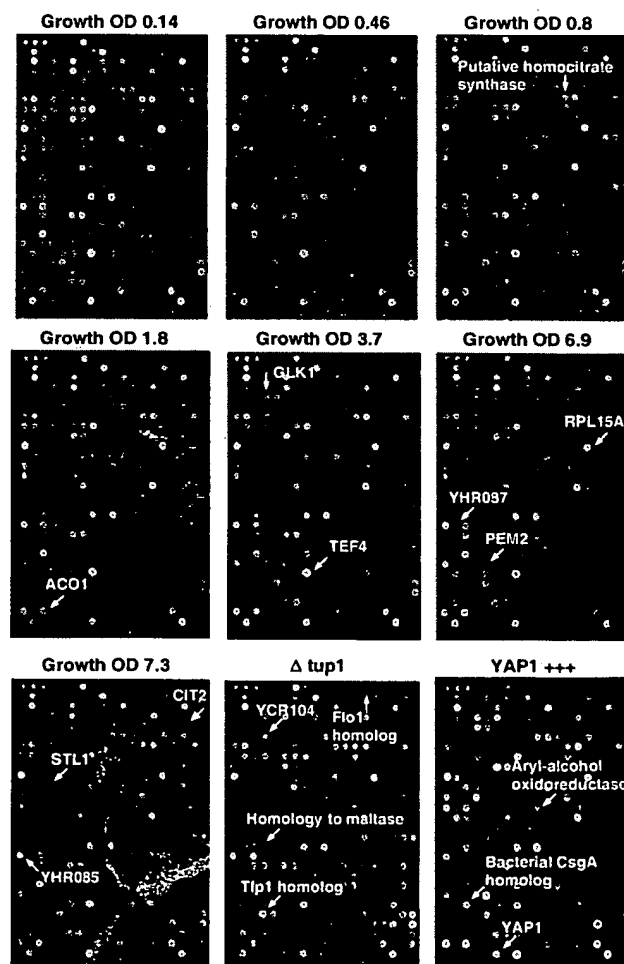 Growth OD 0.14
Growth OD 0.46
Growth OD 0.8
Putative homocitrate
synthase
Growth OD 1.8
Growth OD 3.7
Growth OD 6.9
GLK1
RPL15A
YHR097
PEM2
TEF4
ACO1
Growth OD 7.3
Δ tup1
YAP1 +++
CIT2
YCR104
Flo1
homolog
STL1
Aryl-alcohol
oxidoreductase
Homology to maltase
YHR085
Bacterial CsgA
homolog
Tip1 homolog
YAP1